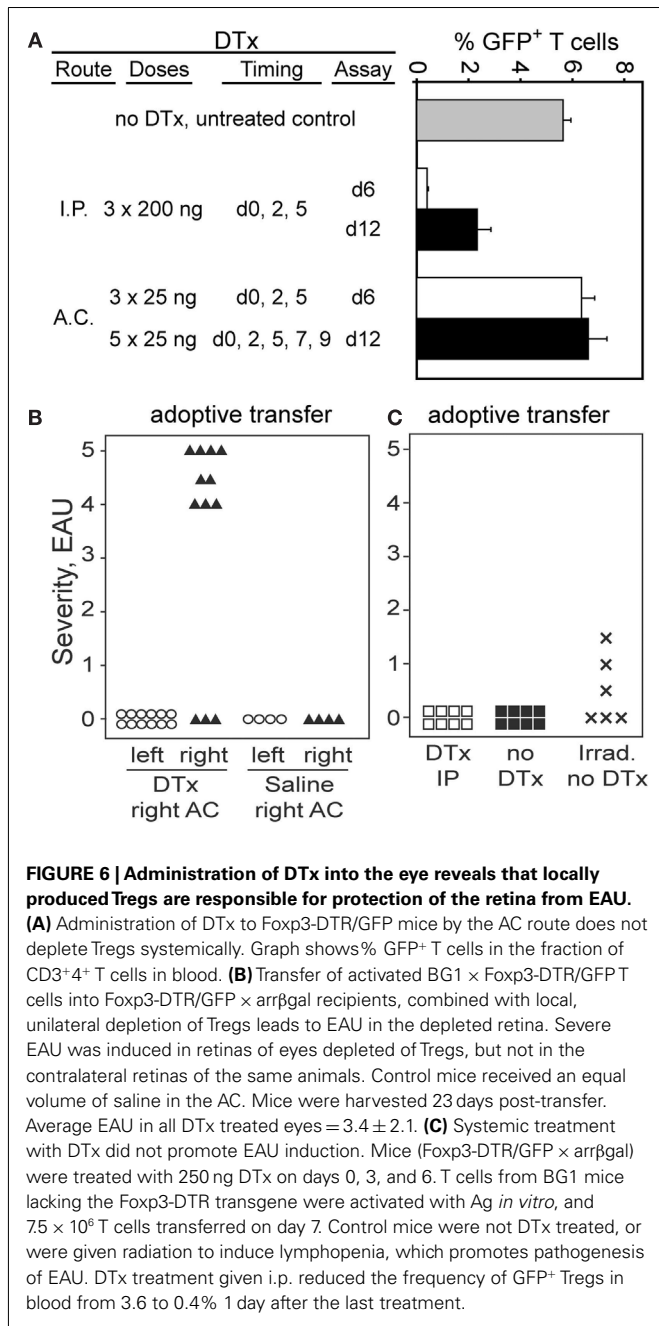 A
DTx
Route Doses Timing Assay
% GFP⁺ T cells
0 2 4 6 8
no DTx, untreated control
I.P. 3 x 200 ng d0, 2, 5 d6
d12
A.C. 3 x 25 ng d0, 2, 5 d6
5 x 25 ng d0, 2, 5, 7, 9 d12
B adoptive transfer
Severity, EAU
5
4
3
2
1
0
left right left right
DTx Saline
right AC right AC
C adoptive transfer
5
4
3
2
1
0
DTx no Irrad.
IP DTx no DTx
FIGURE 6 | Administration of DTx into the eye reveals that locally
produced Tregs are responsible for protection of the retina from EAU.
(A) Administration of DTx to Foxp3-DTR/GFP mice by the AC route does not
deplete Tregs systemically. Graph shows% GFP⁺ T cells in the fraction of
CD3⁺4⁺ T cells in blood. (B) Transfer of activated BG1 × Foxp3-DTR/GFP T
cells into Foxp3-DTR/GFP × arrβgal recipients, combined with local,
unilateral depletion of Tregs leads to EAU in the depleted retina. Severe
EAU was induced in retinas of eyes depleted of Tregs, but not in the
contralateral retinas of the same animals. Control mice received an equal
volume of saline in the AC. Mice were harvested 23 days post-transfer.
Average EAU in all DTx treated eyes = 3.4 ± 2.1. (C) Systemic treatment
with DTx did not promote EAU induction. Mice (Foxp3-DTR/GFP × arrβgal)
were treated with 250 ng DTx on days 0, 3, and 6. T cells from BG1 mice
lacking the Foxp3-DTR transgene were activated with Ag in vitro, and
7.5 × 10⁶ T cells transferred on day 7. Control mice were not DTx treated, or
were given radiation to induce lymphopenia, which promotes pathogenesis
of EAU. DTx treatment given i.p. reduced the frequency of GFP⁺ Tregs in
blood from 3.6 to 0.4% 1 day after the last treatment.